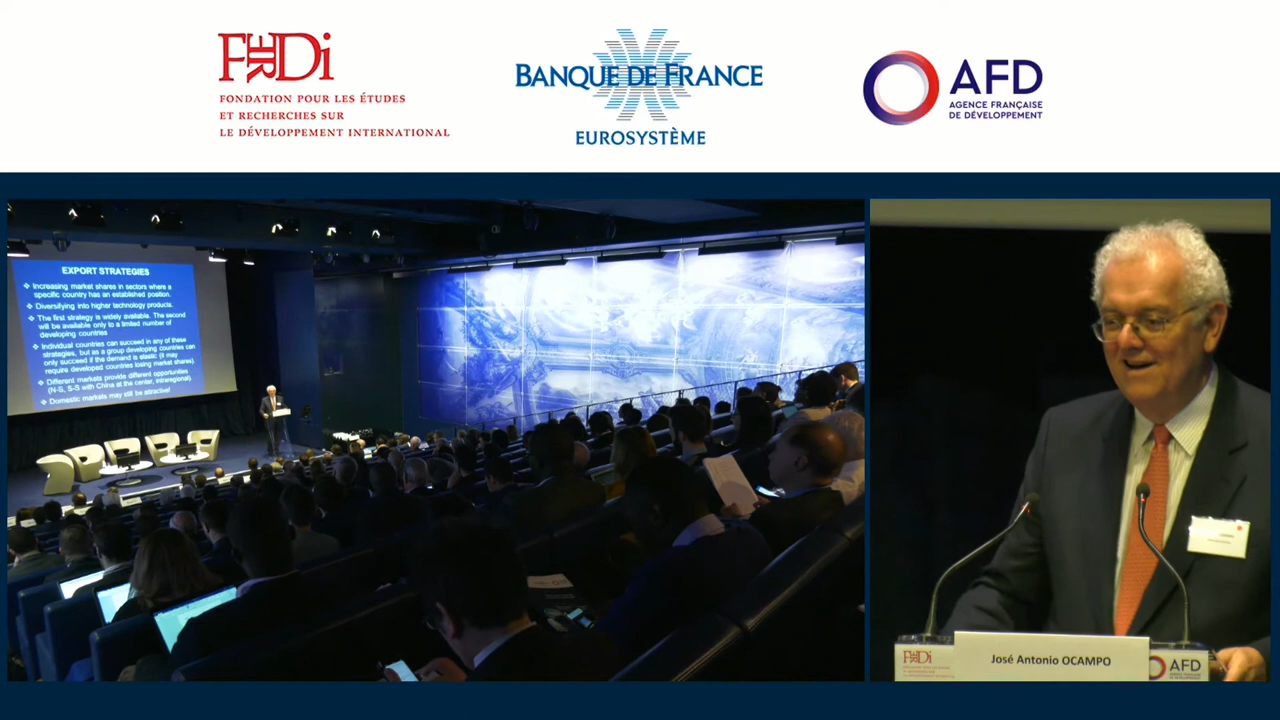 FERDi
FONDATION POUR LES ÉTUDES
ET RECHERCHES SUR
LE DÉVELOPPEMENT INTERNATIONAL
BANQUE DE FRANCE
EUROSYSTÈME
AFD
AGENCE FRANÇAISE
DE DÉVELOPPEMENT
EXPORT STRATEGIES
❖ Increasing market shares in sectors where a
specific country has an established position.
❖ Diversifying into higher technology products.
❖ The first strategy is widely available. The second
will be available only to a limited number of
developing countries
❖ Individual countries can succeed in any of these
strategies, but as a group developing countries can
only succeed if the demand is elastic (it may
require developed countries losing market shares).
❖ Different markets provide different opportunities
(N-S, S-S with China at the center, intraregional).
❖ Domestic markets may still be attractive!
FERDi
José Antonio OCAMPO
AFD